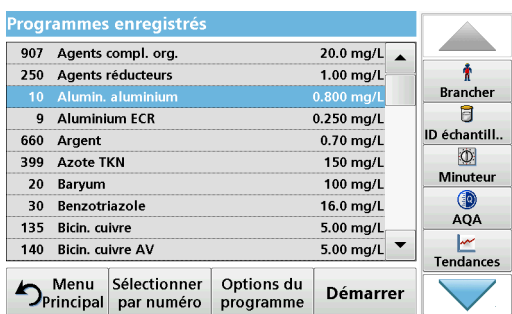 Programmes enregistrés
907 Agents compl. org. 20.0 mg/L
250 Agents réducteurs 1.00 mg/L
10 Alumin. aluminium 0.800 mg/L
9 Aluminium ECR 0.250 mg/L
660 Argent 0.70 mg/L
399 Azote TKN 150 mg/L
20 Baryum 100 mg/L
30 Benzotriazole 16.0 mg/L
135 Bicin. cuivre 5.00 mg/L
140 Bicin. cuivre AV 5.00 mg/L
Brancher
ID échantill..
Minuteur
AQA
Tendances
Menu
Principal
Sélectionner
par numéro
Options du
programme
Démarrer